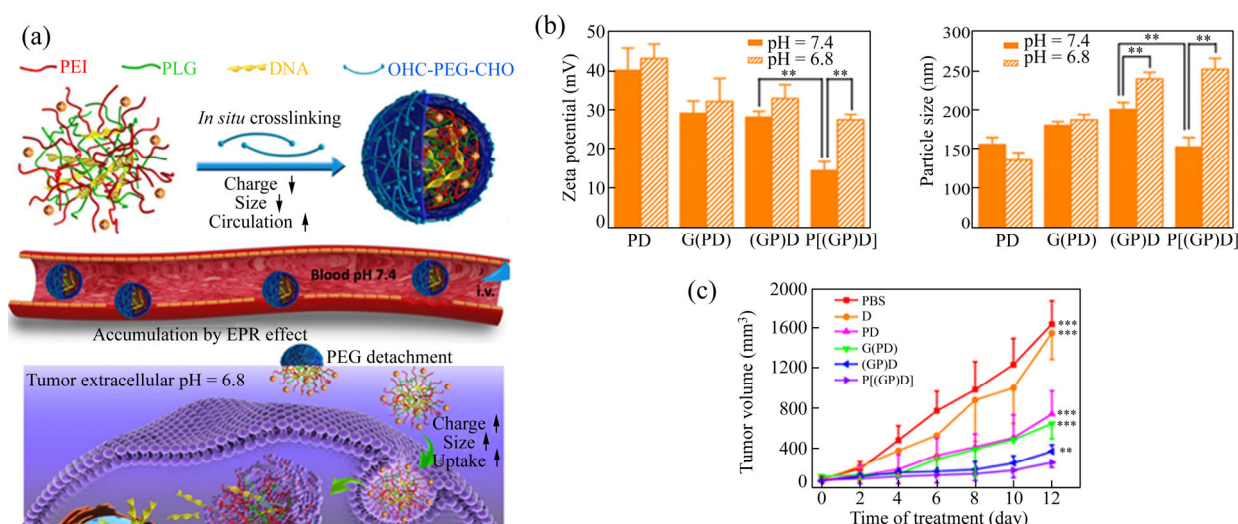 (a)
PEI
PLG
DNA
OHC-PEG-CHO
In situ crosslinking
Charge ↓
Size ↓
Circulation ↑
Blood pH 7.4
i.v.
Accumulation by EPR effect
PEG detachment
Tumor extracellular pH = 6.8
Charge ↑
Size ↑
Uptake ↑
(b)
Zeta potential (mV)
50
40
30
20
10
0
pH = 7.4
pH = 6.8
**
**
PD
G(PD)
(GP)D
P[(GP)D]
Particle size (nm)
300
250
200
150
100
0
pH = 7.4
pH = 6.8
**
**
**
PD
G(PD)
(GP)D
P[(GP)D]
(c)
Tumor volume (mm³)
2000
1600
1200
800
400
0
PBS
D
PD
G(PD)
(GP)D
P[(GP)D]
***
***
***
***
**
0 2 4 6 8 10 12
Time of treatment (day)